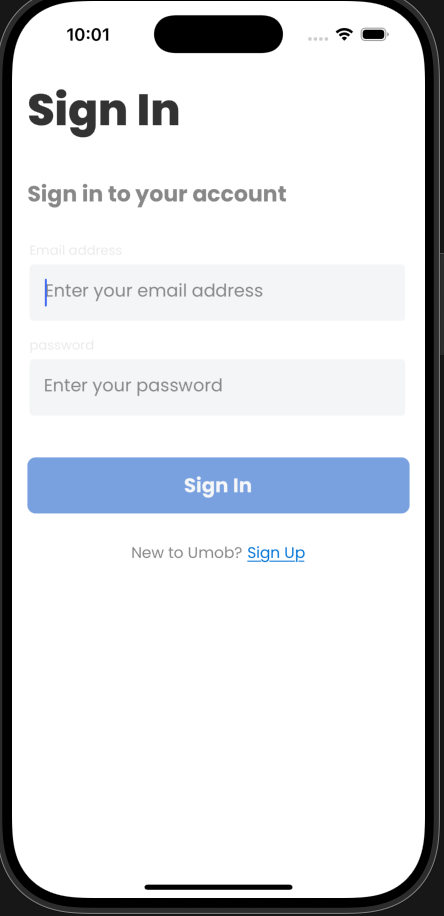 10:01
Sign In
Sign in to your account
Email address
Enter your email address
password
Enter your password
Sign In
New to Umob? Sign Up